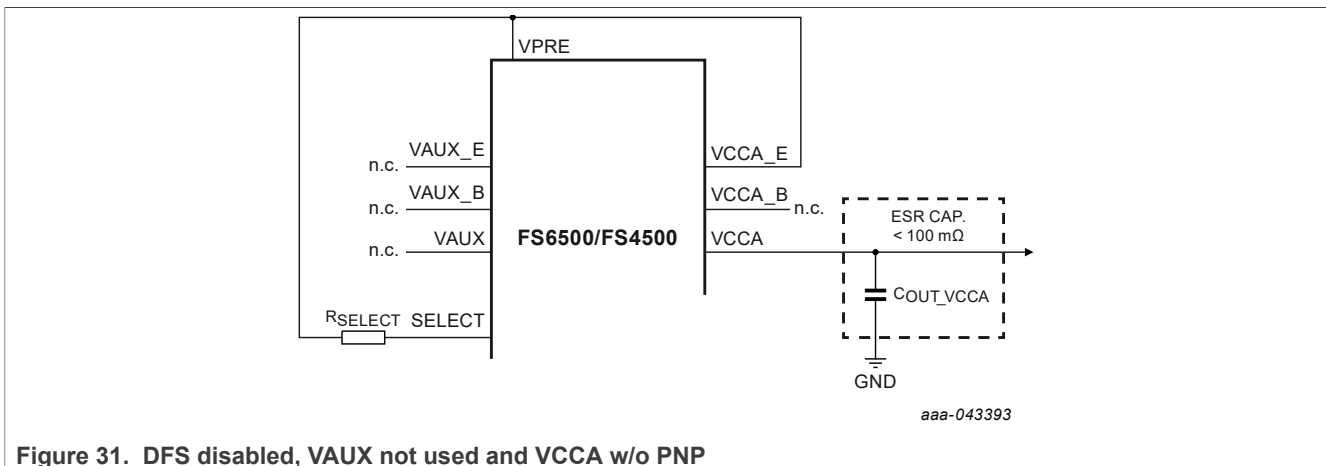 VPRE
VAUX_E
n.c.
VCCA_E
VAUX_B
n.c.
VCCA_B
n.c.
VAUX
n.c.
FS6500/FS4500
VCCA
ESR CAP.
< 100 mΩ
COUT_VCCA
RSELECT SELECT
GND
aaa-043393
Figure 31. DFS disabled, VAUX not used and VCCA w/o PNP